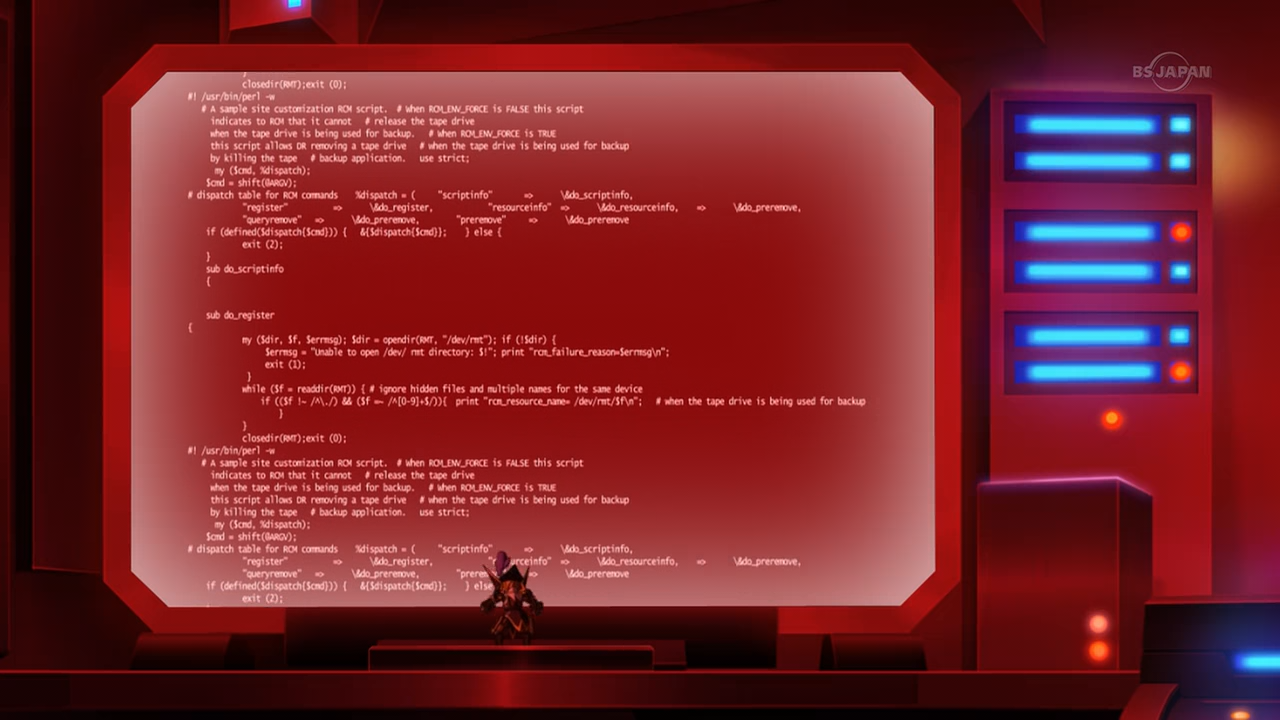 }
closedir(RMT);exit (0);
#! /usr/bin/perl -w
# A sample site customization RCM script. # When RCM_ENV_FORCE is FALSE this script
indicates to RCM that it cannot # release the tape drive
when the tape drive is being used for backup. # When RCM_ENV_FORCE is TRUE
this script allows DR removing a tape drive # when the tape drive is being used for backup
by killing the tape # backup application. use strict;
my ($cmd, %dispatch);
$cmd = shift(@ARGV);
# dispatch table for RCM commands %dispatch = ( "scriptinfo" => \&do_scriptinfo,
"register" => \&do_register, "resourceinfo" => \&do_resourceinfo, => \&do_preremove,
"queryremove" => \&do_preremove, "preremove" => \&do_preremove
if (defined($dispatch{$cmd})) { &{$dispatch{$cmd}}; } else {
exit (2);
}
sub do_scriptinfo
{
sub do_register
{
my ($dir, $f, $errmsg); $dir = opendir(RMT, "/dev/rmt"); if (!$dir) {
$errmsg = "Unable to open /dev/ rmt directory: $!"; print "rcm_failure_reason=$errmsg\n";
exit (1);
}
while ($f = readdir(RMT)) { # ignore hidden files and multiple names for the same device
if (($f !~ /^\./) && ($f =~ /^[0-9]+$/)){ print "rcm_resource_name= /dev/rmt/$f\n"; # when the tape drive is being used for backup
}
}
closedir(RMT);exit (0);
#! /usr/bin/perl -w
# A sample site customization RCM script. # When RCM_ENV_FORCE is FALSE this script
indicates to RCM that it cannot # release the tape drive
when the tape drive is being used for backup. # When RCM_ENV_FORCE is TRUE
this script allows DR removing a tape drive # when the tape drive is being used for backup
by killing the tape # backup application. use strict;
my ($cmd, %dispatch);
$cmd = shift(@ARGV);
# dispatch table for RCM commands %dispatch = ( "scriptinfo" => \&do_scriptinfo,
"register" => \&do_register, => \&do_resourceinfo, => \&do_preremove,
"queryremove" => \&do_preremove, => \&do_preremove
if (defined($dispatch{$cmd})) { &{$dispatch{$cmd}}; } else
exit (2);
BS JAPAN